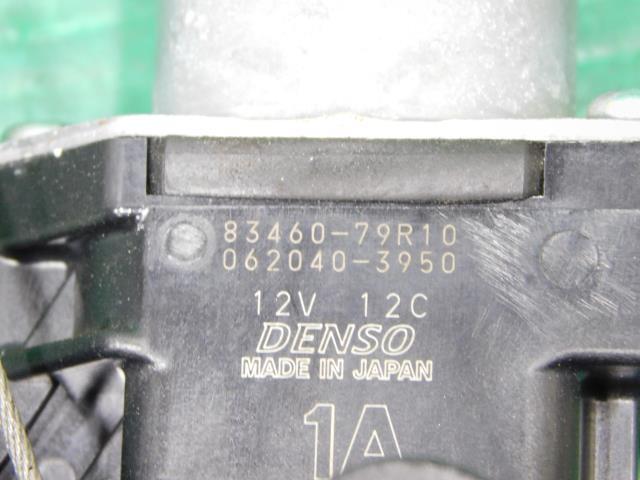 83460-79R10
062040-3950
12V 12C
DENSO
MADE IN JAPAN
1A